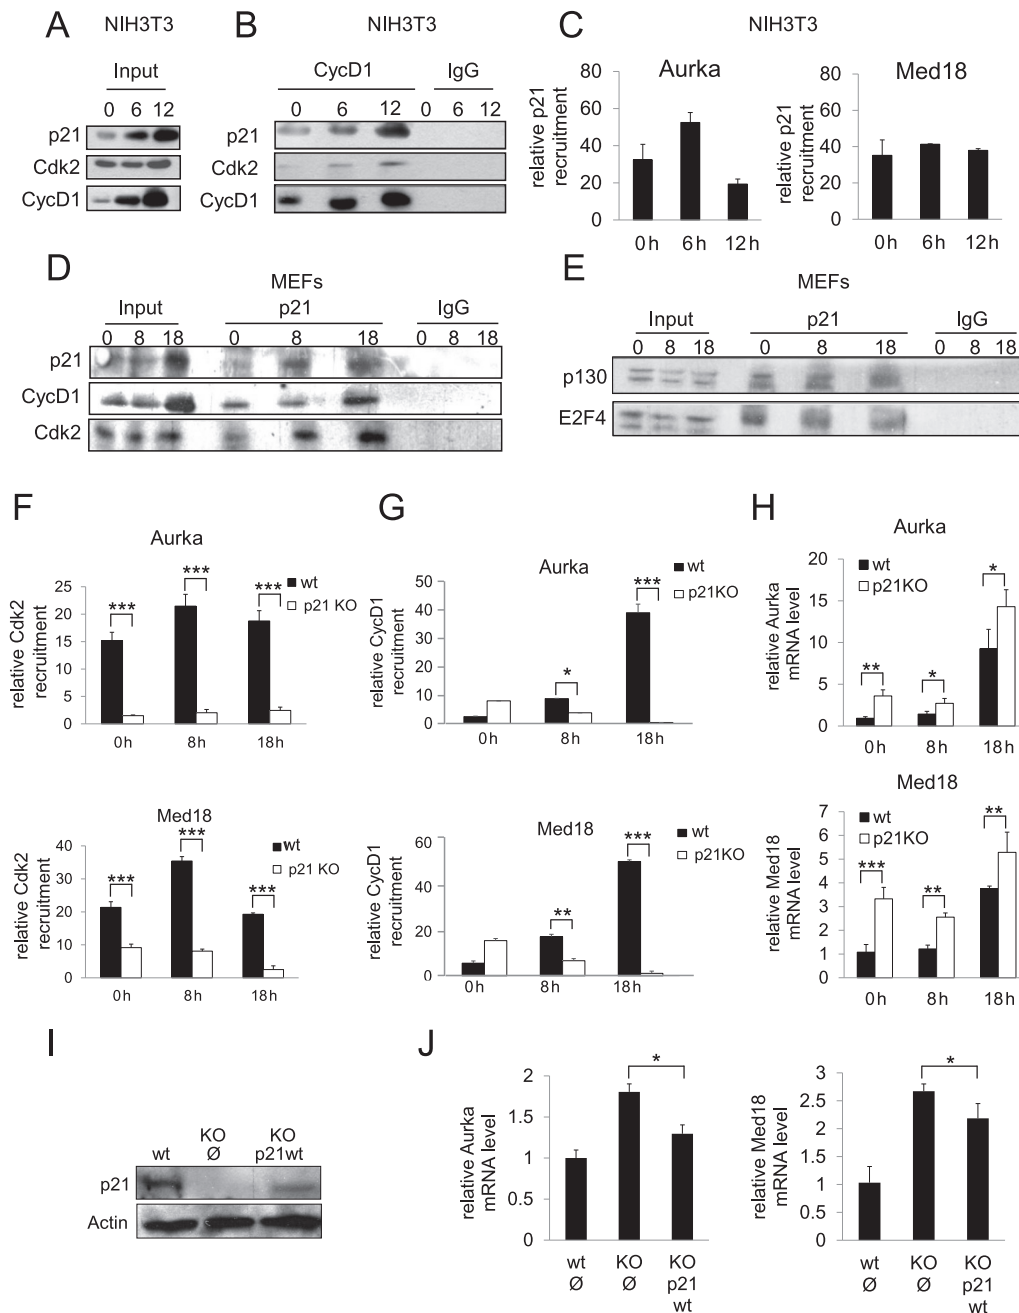 A NIH3T3
Input
0 6 12
p21
Cdk2
CycD1
B NIH3T3
CycD1 IgG
0 6 12 0 6 12
p21
Cdk2
CycD1
C NIH3T3
Aurka
relative p21
recruitment
80
60
40
20
0
0h 6h 12h
Med18
relative p21
recruitment
80
60
40
20
0
0h 6h 12h
D
MEFs
Input p21 IgG
0 8 18 0 8 18 0 8 18
p21
CycD1
Cdk2
E
MEFs
Input p21 IgG
0 8 18 0 8 18 0 8 18
p130
E2F4
F
Aurka
relative Cdk2
recruitment
25
20
15
10
5
0
*** *** ***
wt
p21 KO
0h 8h 18h
Med18
relative Cdk2
recruitment
40
30
20
10
0
*** *** ***
wt
p21 KO
0h 8h 18h
G
Aurka
relative CycD1
recruitment
50
40
30
20
10
0
* ***
wt
p21KO
0h 8h 18h
Med18
relative CycD1
recruitment
60
40
20
0
** ***
wt
p21KO
0h 8h 18h
H
Aurka
relative Aurka
mRNA level
20
15
10
5
0
** * *
wt
p21KO
0h 8h 18h
Med18
relative Med18
mRNA level
7
6
5
4
3
2
1
0
*** ** **
wt
p21KO
0h 8h 18h
I
wt KO Ø KO p21wt
p21
Actin
J
relative Aurka
mRNA level
2
1.5
1
0.5
0
*
wt KO KO
Ø Ø p21
wt
relative Med18
mRNA level
3
2.5
2
1.5
1
0.5
0
*
wt KO KO
Ø Ø p21
wt